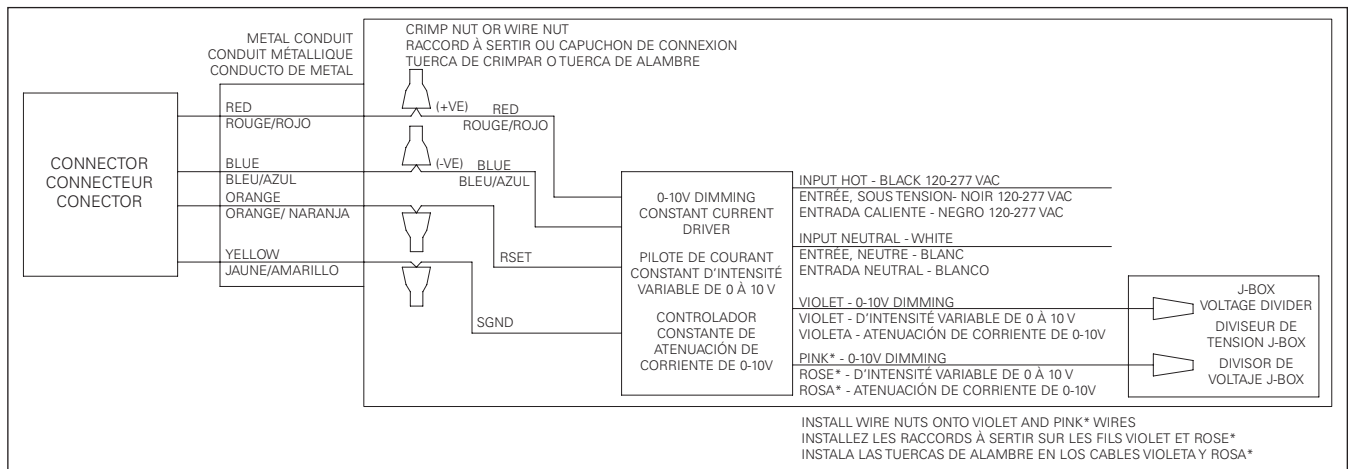 METAL CONDUIT
CONDUIT MÉTALLIQUE
CONDUCTO DE METAL
CRIMP NUT OR WIRE NUT
RACCORD À SERTIR OU CAPUCHON DE CONNEXION
TUERCA DE CRIMPAR O TUERCA DE ALAMBRE
CONNECTOR
CONNECTEUR
CONECTOR
RED
ROUGE/ROJO
BLUE
BLEU/AZUL
ORANGE
ORANGE/ NARANJA
YELLOW
JAUNE/AMARILLO
(+VE)
RED
ROUGE/ROJO
(-VE)
BLUE
BLEU/AZUL
RSET
SGND
0-10V DIMMING
CONSTANT CURRENT
DRIVER
PILOTE DE COURANT
CONSTANT D'INTENSITÉ
VARIABLE DE 0 À 10 V
CONTROLADOR
CONSTANTE DE
ATENUACIÓN DE
CORRIENTE DE 0-10V
INPUT HOT - BLACK 120-277 VAC
ENTRÉE, SOUS TENSION- NOIR 120-277 VAC
ENTRADA CALIENTE - NEGRO 120-277 VAC
INPUT NEUTRAL - WHITE
ENTRÉE, NEUTRE - BLANC
ENTRADA NEUTRAL - BLANCO
VIOLET - 0-10V DIMMING
VIOLET - D'INTENSITÉ VARIABLE DE 0 À 10 V
VIOLETA - ATENUACIÓN DE CORRIENTE DE 0-10V
PINK* - 0-10V DIMMING
ROSE* - D'INTENSITÉ VARIABLE DE 0 À 10 V
ROSA* - ATENUACIÓN DE CORRIENTE DE 0-10V
J-BOX
VOLTAGE DIVIDER
DIVISEUR DE
TENSION J-BOX
DIVISOR DE
VOLTAJE J-BOX
INSTALL WIRE NUTS ONTO VIOLET AND PINK* WIRES
INSTALLEZ LES RACCORDS À SERTIR SUR LES FILS VIOLET ET ROSE*
INSTALA LAS TUERCAS DE ALAMBRE EN LOS CABLES VIOLETA Y ROSA*